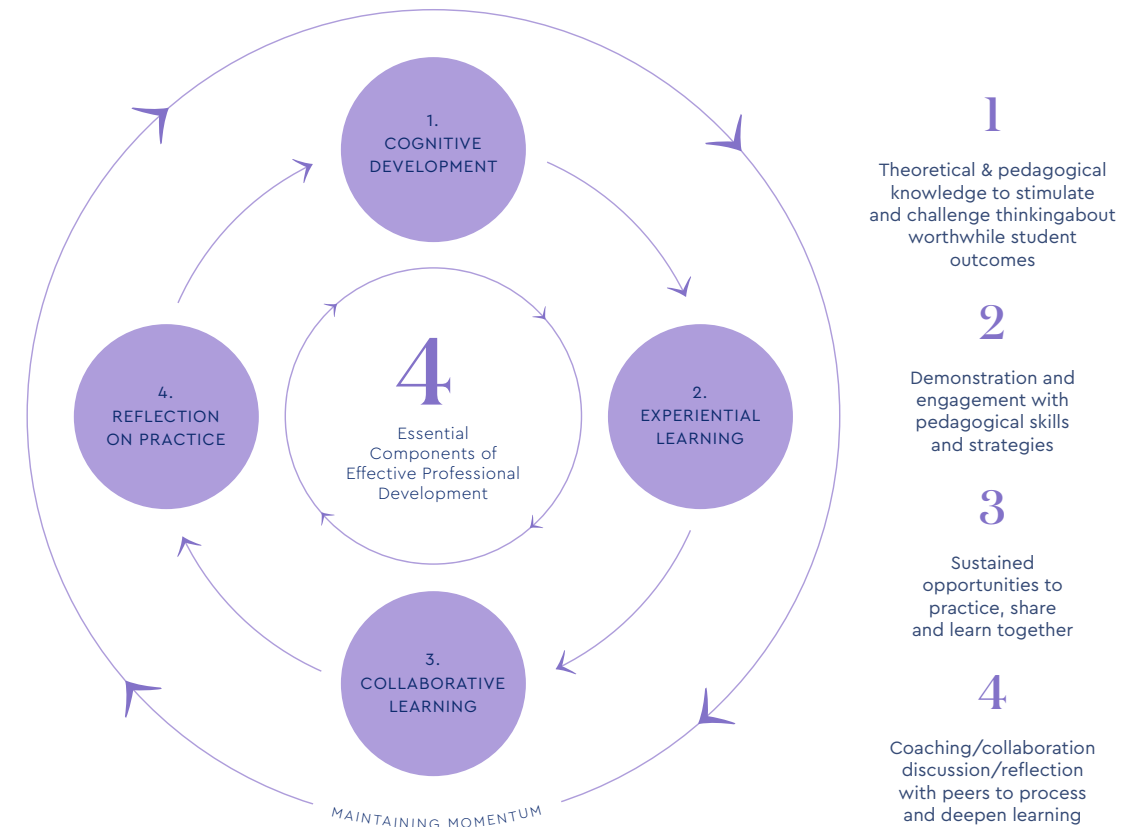 1.
COGNITIVE
DEVELOPMENT
2.
EXPERIENTIAL
LEARNING
3.
COLLABORATIVE
LEARNING
4.
REFLECTION
ON PRACTICE
4
Essential
Components of
Effective Professional
Development
MAINTAINING MOMENTUM
1
Theoretical & pedagogical
knowledge to stimulate
and challenge thinkingabout
worthwhile student
outcomes
2
Demonstration and
engagement with
pedagogical skills
and strategies
3
Sustained
opportunities to
practice, share
and learn together
4
Coaching/collaboration
discussion/reflection
with peers to process
and deepen learning